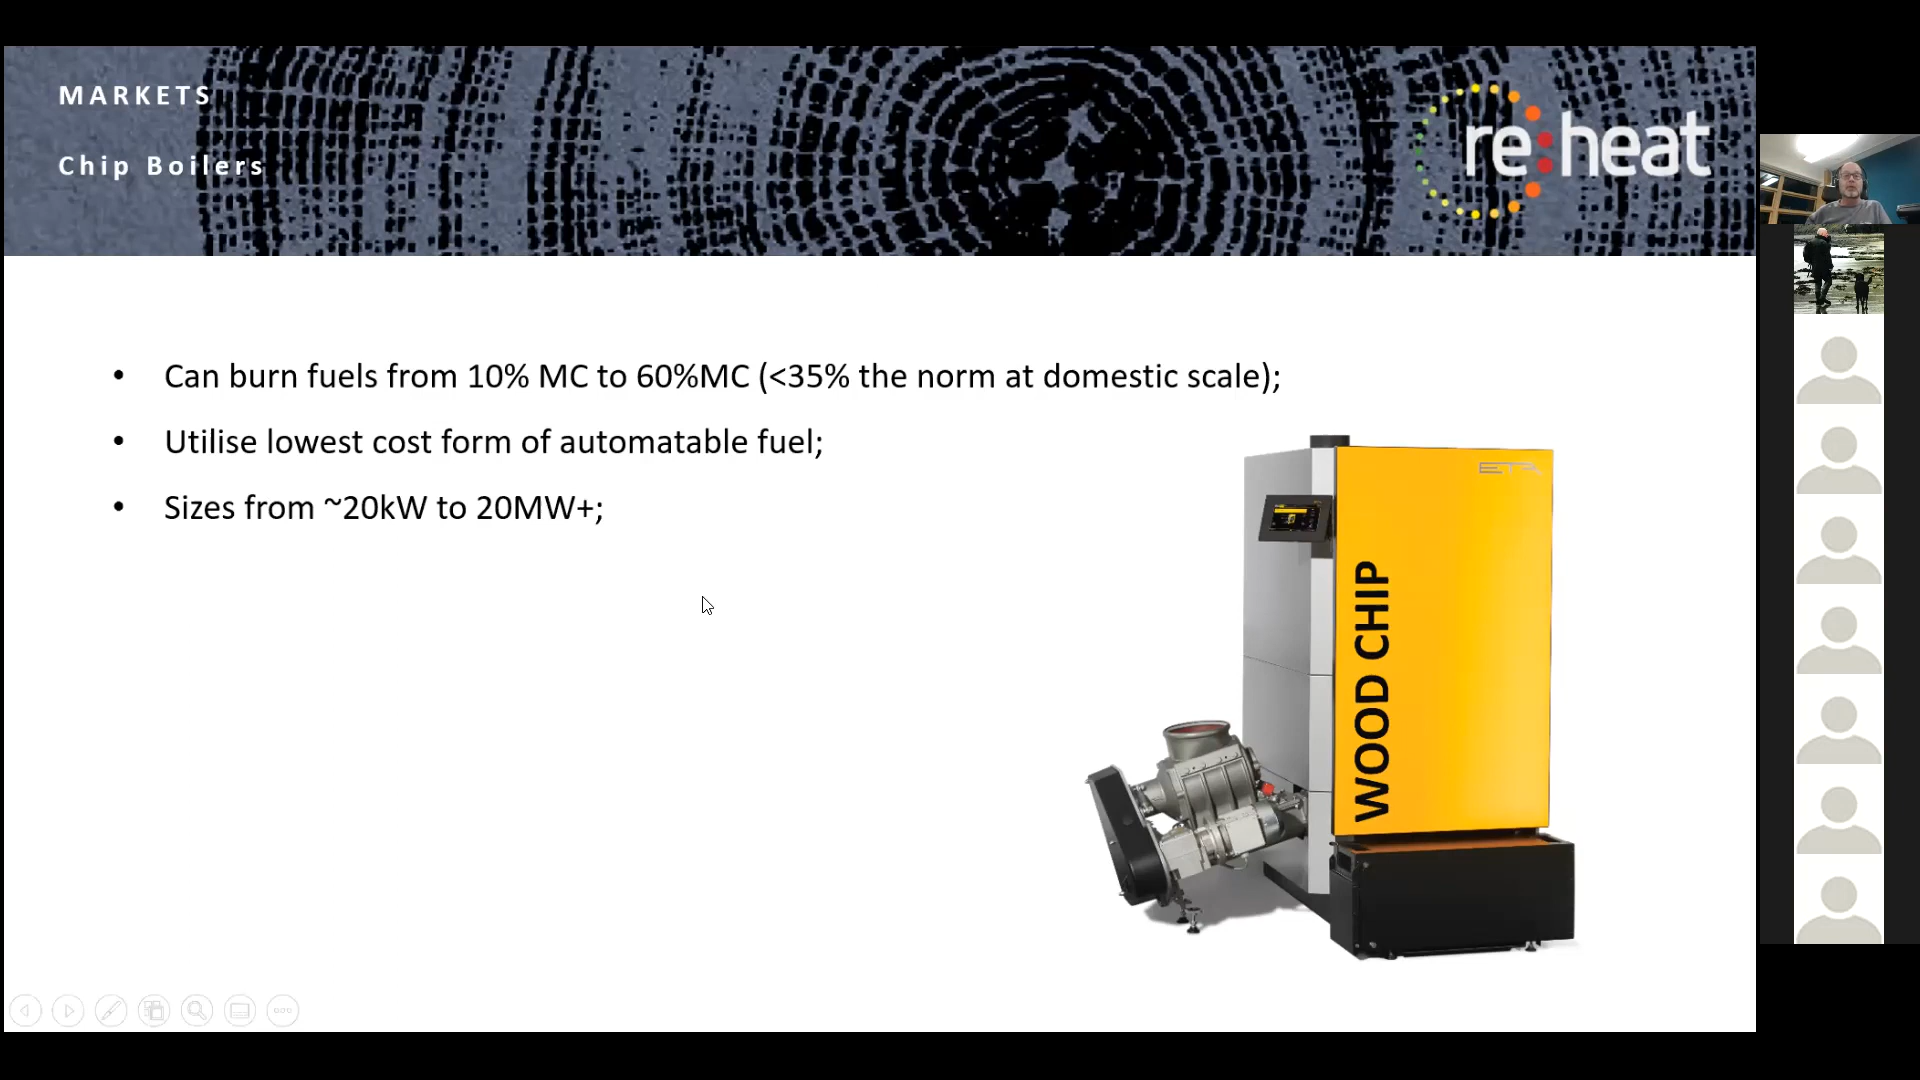 MARKETS
Chip Boilers
re:heat
• Can burn fuels from 10% MC to 60%MC (<35% the norm at domestic scale);
• Utilise lowest cost form of automatable fuel;
• Sizes from ~20kW to 20MW+;
ETA
WOOD CHIP